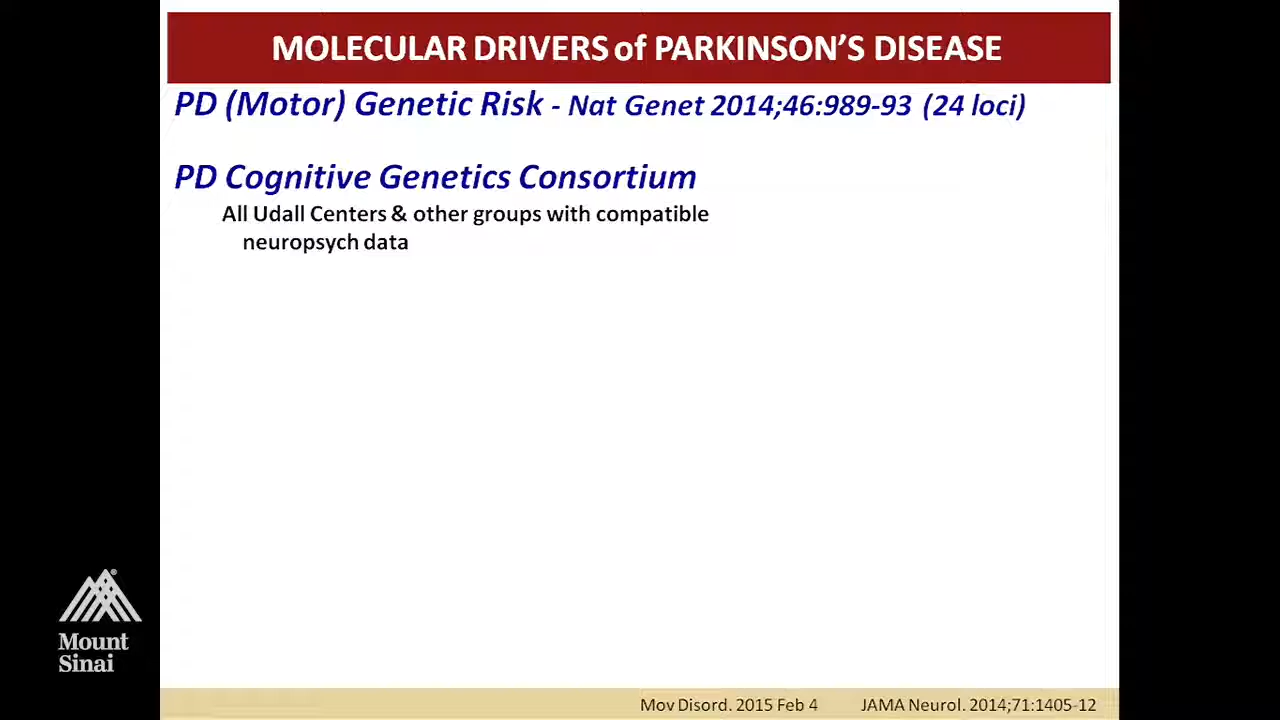 MOLECULAR DRIVERS of PARKINSON'S DISEASE
PD (Motor) Genetic Risk - Nat Genet 2014;46:989-93 (24 loci)
PD Cognitive Genetics Consortium
All Udall Centers & other groups with compatible
neuropsych data
Mount
Sinai
Mov Disord. 2015 Feb 4 JAMA Neurol. 2014;71:1405-12